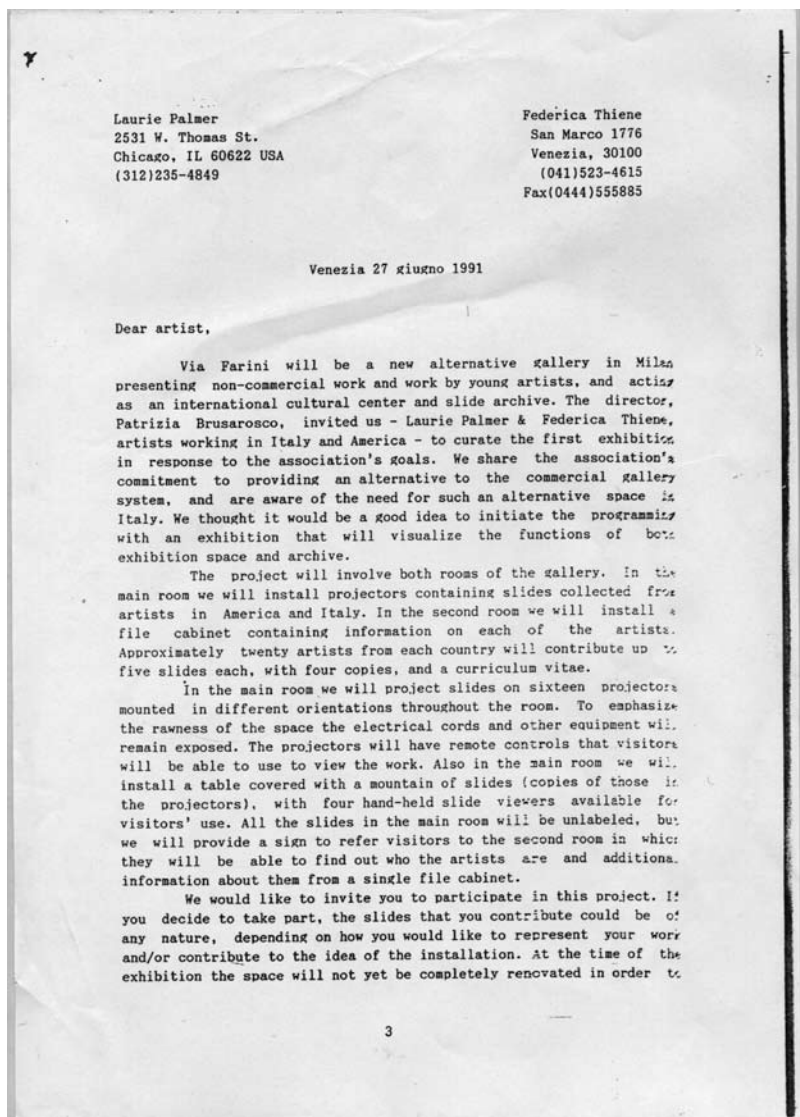 Laurie Palmer
2531 W. Thomas St.
Chicago, IL 60622 USA
(312)235-4849
Federica Thiene
San Marco 1776
Venezia, 30100
(041)523-4615
Fax(0444)555885
Venezia 27 giugno 1991
Dear artist,
Via Farini will be a new alternative gallery in Milan
presenting non-commercial work and work by young artists, and acting
as an international cultural center and slide archive. The director,
Patrizia Brusarosco, invited us - Laurie Palmer & Federica Thiene,
artists working in Italy and America - to curate the first exhibition
in response to the association's goals. We share the association's
commitment to providing an alternative to the commercial gallery
system, and are aware of the need for such an alternative space in
Italy. We thought it would be a good idea to initiate the programming
with an exhibition that will visualize the functions of both
exhibition space and archive.
The project will involve both rooms of the gallery. In the
main room we will install projectors containing slides collected from
artists in America and Italy. In the second room we will install a
file cabinet containing information on each of the artists.
Approximately twenty artists from each country will contribute up to
five slides each, with four copies, and a curriculum vitae.
In the main room we will project slides on sixteen projectors
mounted in different orientations throughout the room. To emphasize
the rawness of the space the electrical cords and other equipment will
remain exposed. The projectors will have remote controls that visitors
will be able to use to view the work. Also in the main room we will
install a table covered with a mountain of slides (copies of those in
the projectors), with four hand-held slide viewers available for
visitors' use. All the slides in the main room will be unlabeled, but
we will provide a sign to refer visitors to the second room in which
they will be able to find out who the artists are and additional
information about them from a single file cabinet.
We would like to invite you to participate in this project. If
you decide to take part, the slides that you contribute could be of
any nature, depending on how you would like to represent your work
and/or contribute to the idea of the installation. At the time of the
exhibition the space will not yet be completely renovated in order to
3